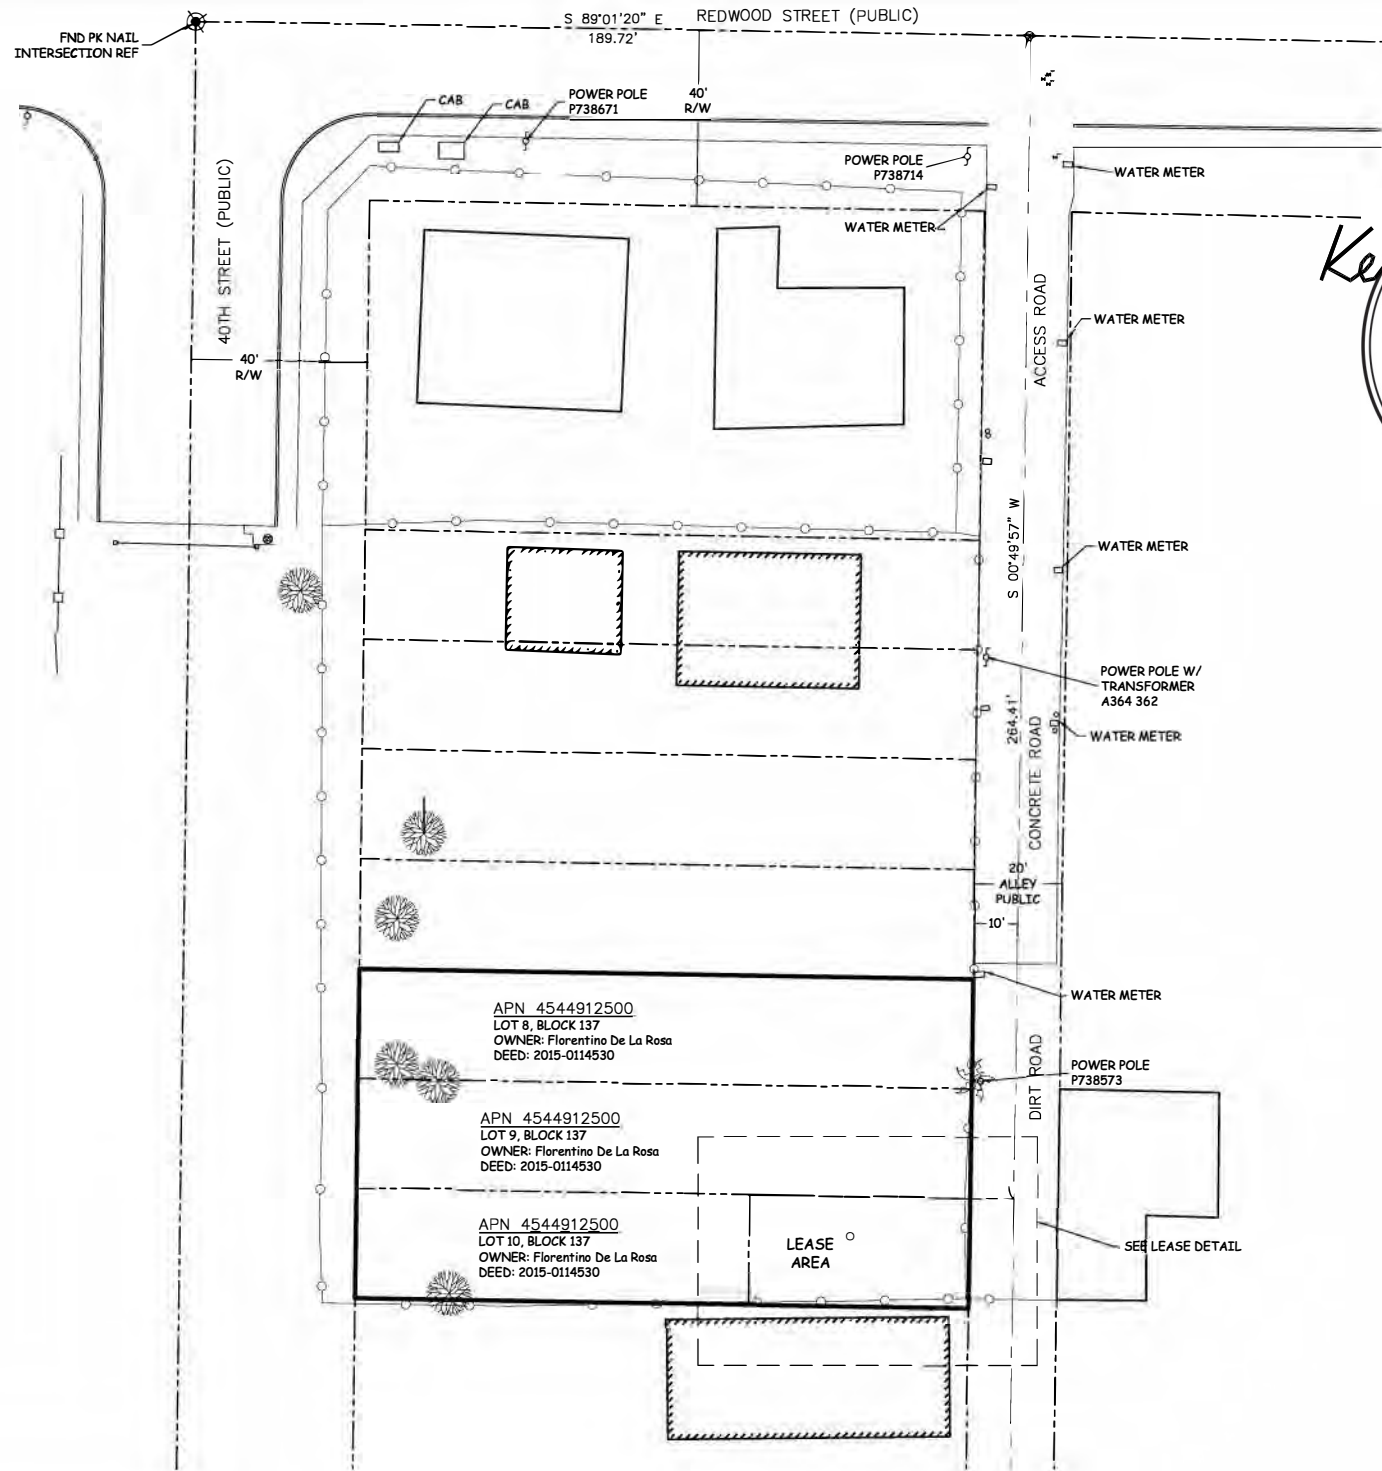 S 89°01'20" E REDWOOD STREET (PUBLIC)
189.72'
FND PK NAIL
INTERSECTION REF
CAB
CAB
POWER POLE
P738671
40'
R/W
POWER POLE
P738714
WATER METER
WATER METER
40TH STREET (PUBLIC)
ACCESS ROAD
WATER METER
40'
R/W
8
S 00°49'57" W
WATER METER
POWER POLE W/
TRANSFORMER
A364 362
264.41'
CONCRETE ROAD
WATER METER
20'
ALLEY
PUBLIC
10'
WATER METER
APN 4544912500
LOT 8, BLOCK 137
OWNER: Florentino De La Rosa
DEED: 2015-0114530
DIRT ROAD
POWER POLE
P738573
APN 4544912500
LOT 9, BLOCK 137
OWNER: Florentino De La Rosa
DEED: 2015-0114530
APN 4544912500
LOT 10, BLOCK 137
OWNER: Florentino De La Rosa
DEED: 2015-0114530
LEASE
AREA
SEE LEASE DETAIL